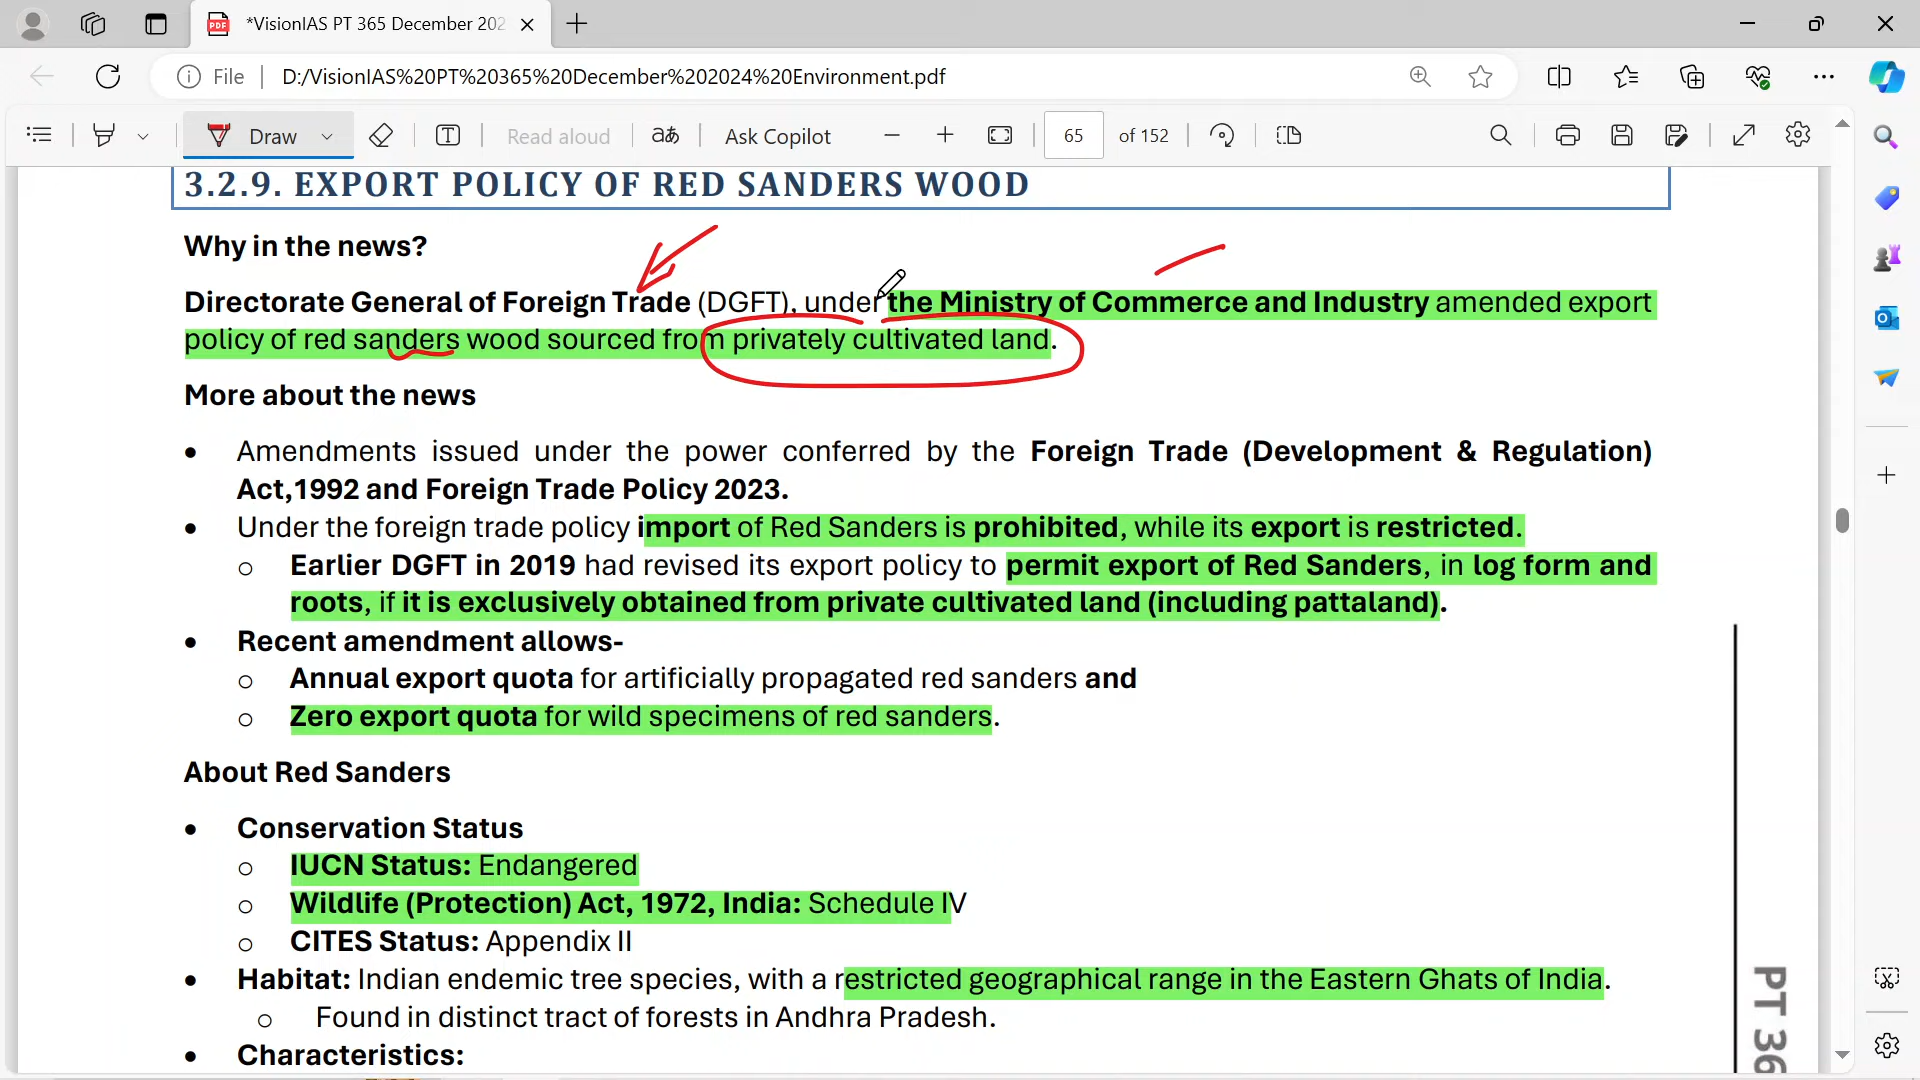 *VisionIAS PT 365 December 202
File
D:/VisionIAS%20PT%20365%20December%202024%20Environment.pdf
Draw
Read aloud
aあ
Ask Copilot
65
of 152
3.2.9. EXPORT POLICY OF RED SANDERS WOOD
Why in the news?
Directorate General of Foreign Trade (DGFT), under the Ministry of Commerce and Industry amended export
policy of red sanders wood sourced from privately cultivated land.
More about the news
• Amendments issued under the power conferred by the Foreign Trade (Development & Regulation)
Act,1992 and Foreign Trade Policy 2023.
• Under the foreign trade policy import of Red Sanders is prohibited, while its export is restricted.
o Earlier DGFT in 2019 had revised its export policy to permit export of Red Sanders, in log form and
roots, if it is exclusively obtained from private cultivated land (including pattaland).
• Recent amendment allows-
o Annual export quota for artificially propagated red sanders and
o Zero export quota for wild specimens of red sanders.
About Red Sanders
• Conservation Status
o IUCN Status: Endangered
o Wildlife (Protection) Act, 1972, India: Schedule IV
o CITES Status: Appendix II
• Habitat: Indian endemic tree species, with a restricted geographical range in the Eastern Ghats of India.
o Found in distinct tract of forests in Andhra Pradesh.
• Characteristics:
PT 36